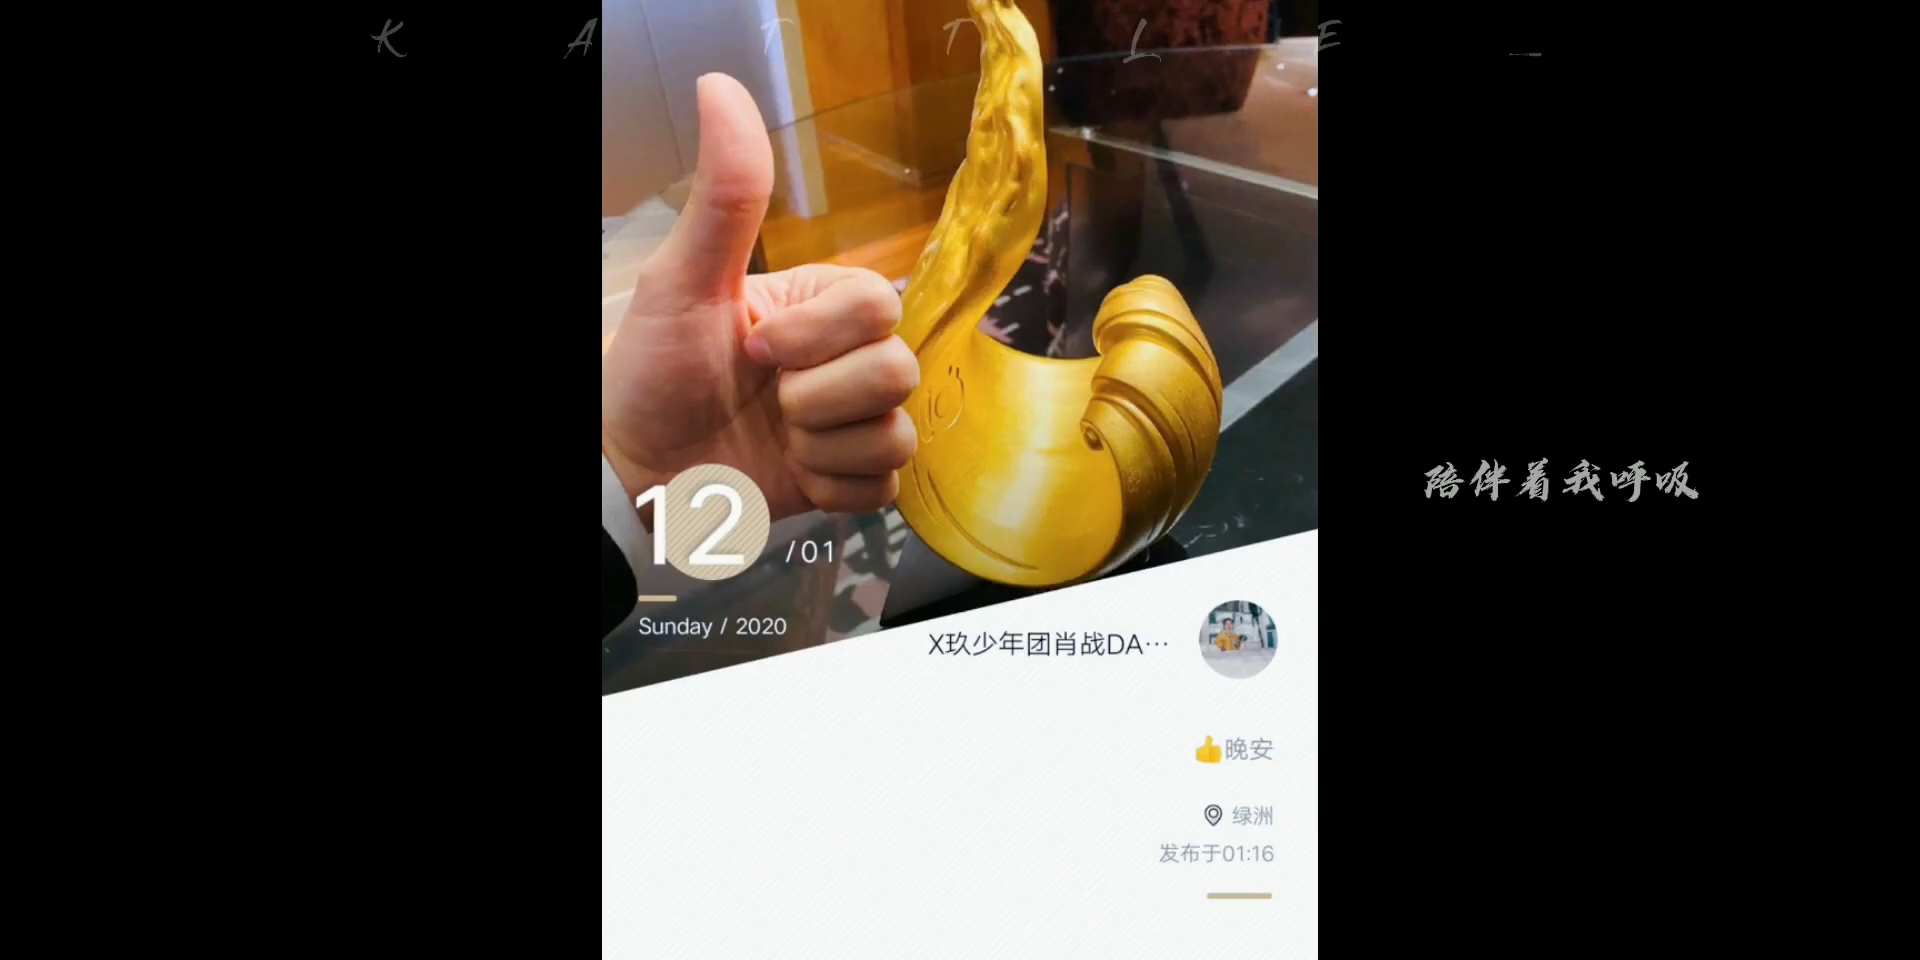 K A T T L E _
12 /01
Sunday / 2020
X玖少年团肖战DA…
👍晚安
绿洲
发布于01:16
陪伴着我呼吸